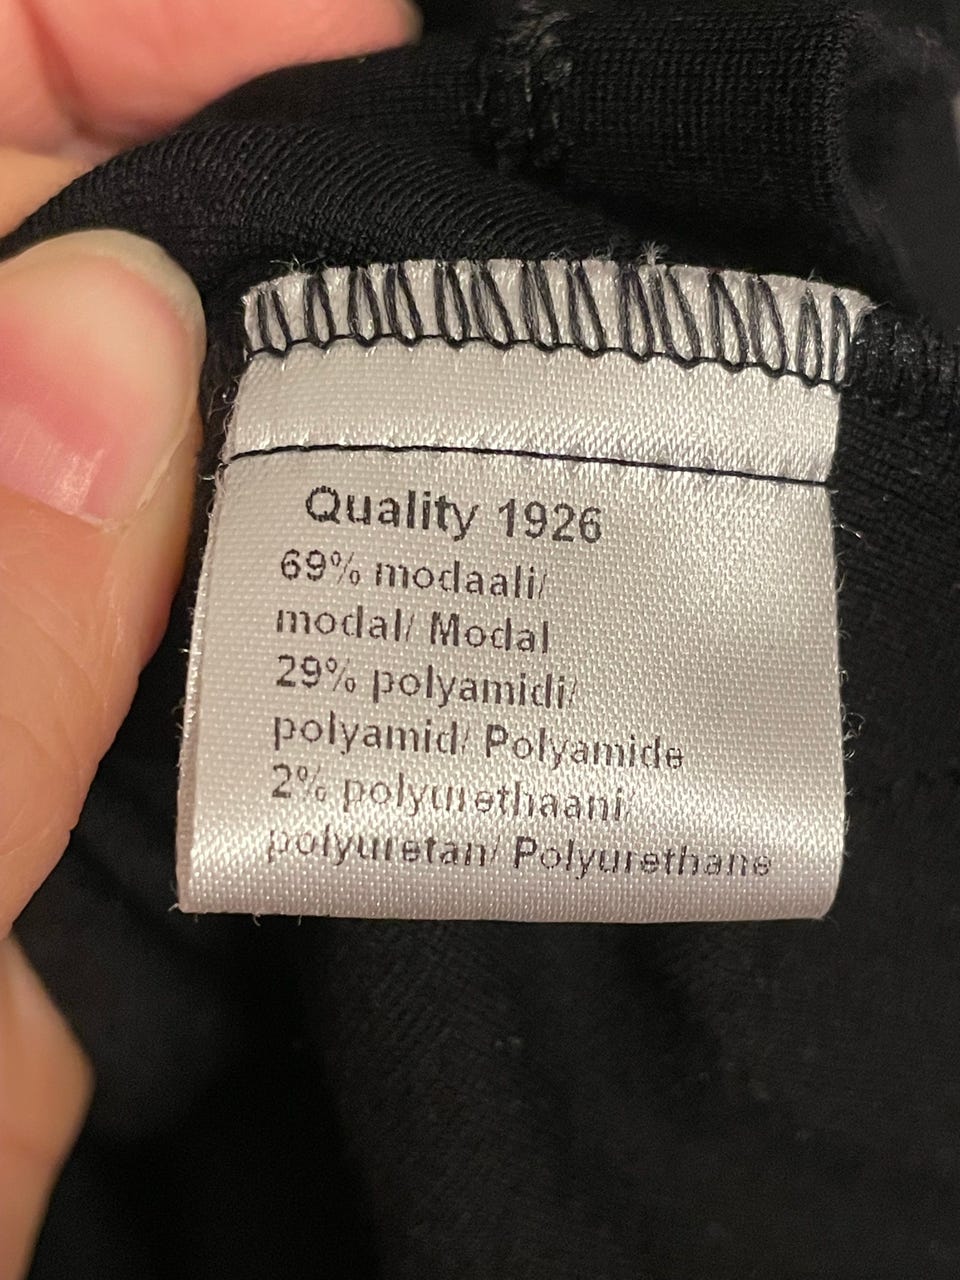 Quality 1926
69% modaali/
modal/ Modal
29% polyamidi/
polyamid/ Polyamide
2% polyurethaani/
polyuretan/ Polyurethane